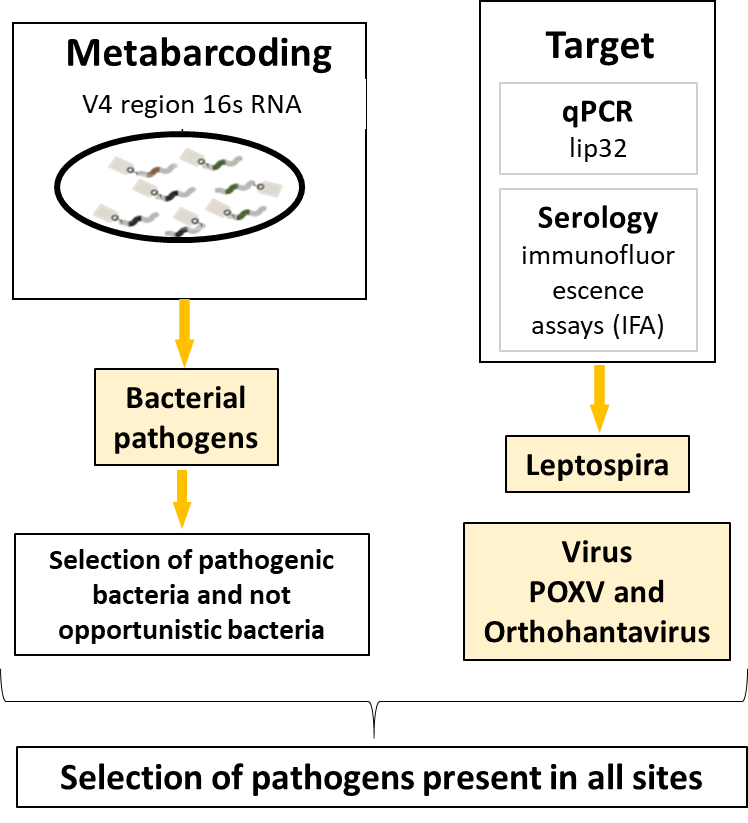 Metabarcoding
V4 region 16s RNA
Bacterial
pathogens
Selection of pathogenic
bacteria and not
opportunistic bacteria
Target
qPCR
lip32
Serology
immunofluor
escence
assays (IFA)
Leptospira
Virus
POXV and
Orthohantavirus
Selection of pathogens present in all sites